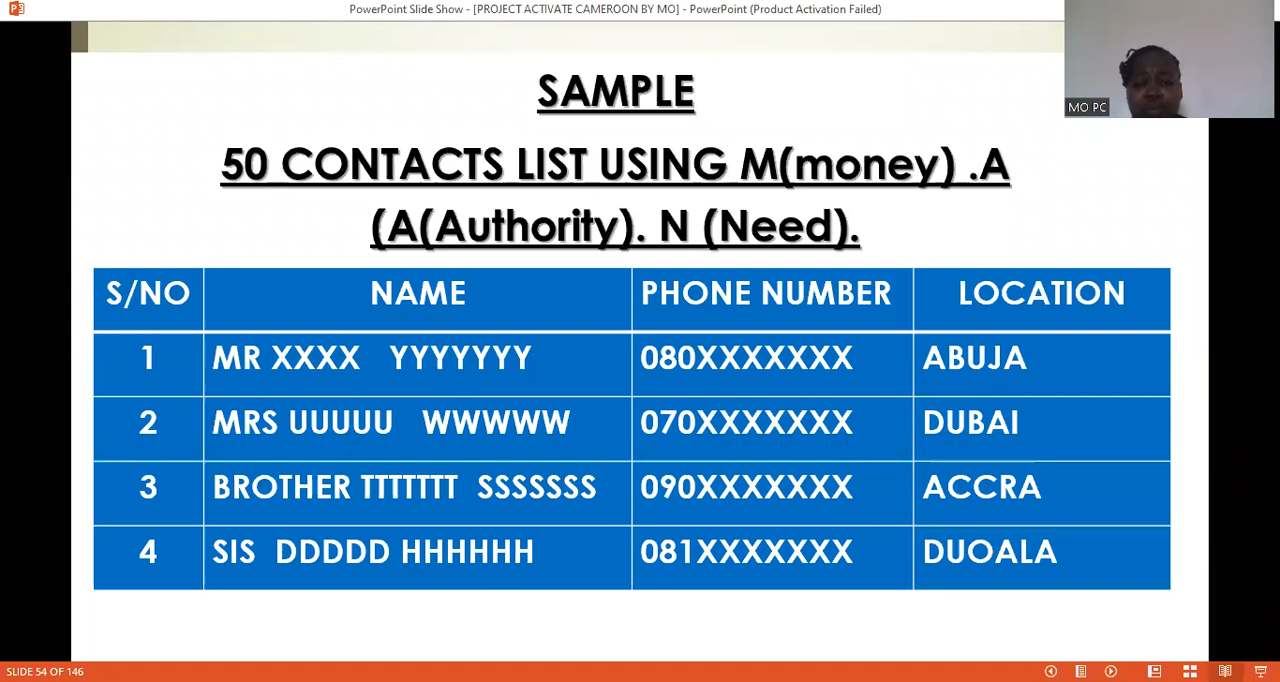 PowerPoint Slide Show - [PROJECT ACTIVATE CAMEROON BY MO] - PowerPoint (Product Activation Failed)
MO PC
SAMPLE
50 CONTACTS LIST USING M(money) .A
(A(Authority). N (Need).
S/NO NAME PHONE NUMBER LOCATION
1 MR XXXX YYYYYYY 080XXXXXXX ABUJA
2 MRS UUUUU WWWWW 070XXXXXXX DUBAI
3 BROTHER TTTTTTT SSSSSSS 090XXXXXXX ACCRA
4 SIS DDDDD HHHHHH 081XXXXXXX DUOALA
SLIDE 54 OF 146